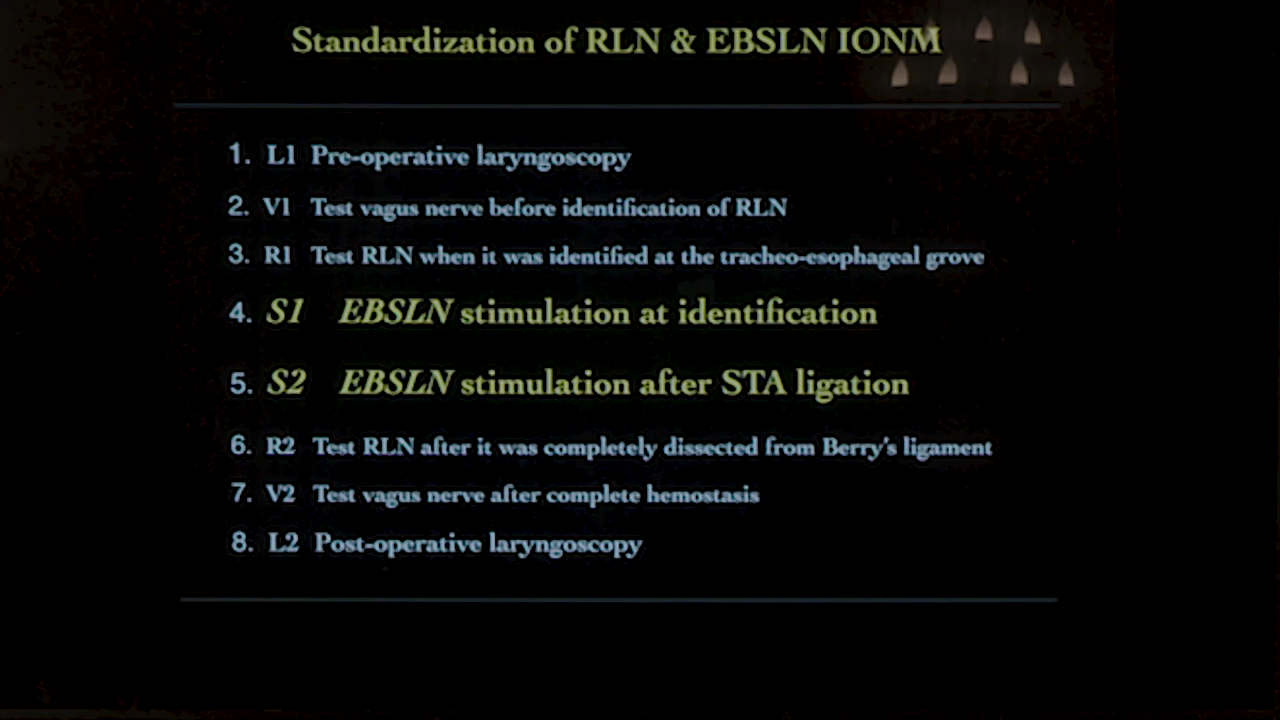 Standardization of RLN & EBSLN IONM
1. L1 Pre-operative laryngoscopy
2. V1 Test vagus nerve before identification of RLN
3. R1 Test RLN when it was identified at the tracheo-esophageal grove
4. S1 EBSLN stimulation at identification
5. S2 EBSLN stimulation after STA ligation
6. R2 Test RLN after it was completely dissected from Berry's ligament
7. V2 Test vagus nerve after complete hemostasis
8. L2 Post-operative laryngoscopy